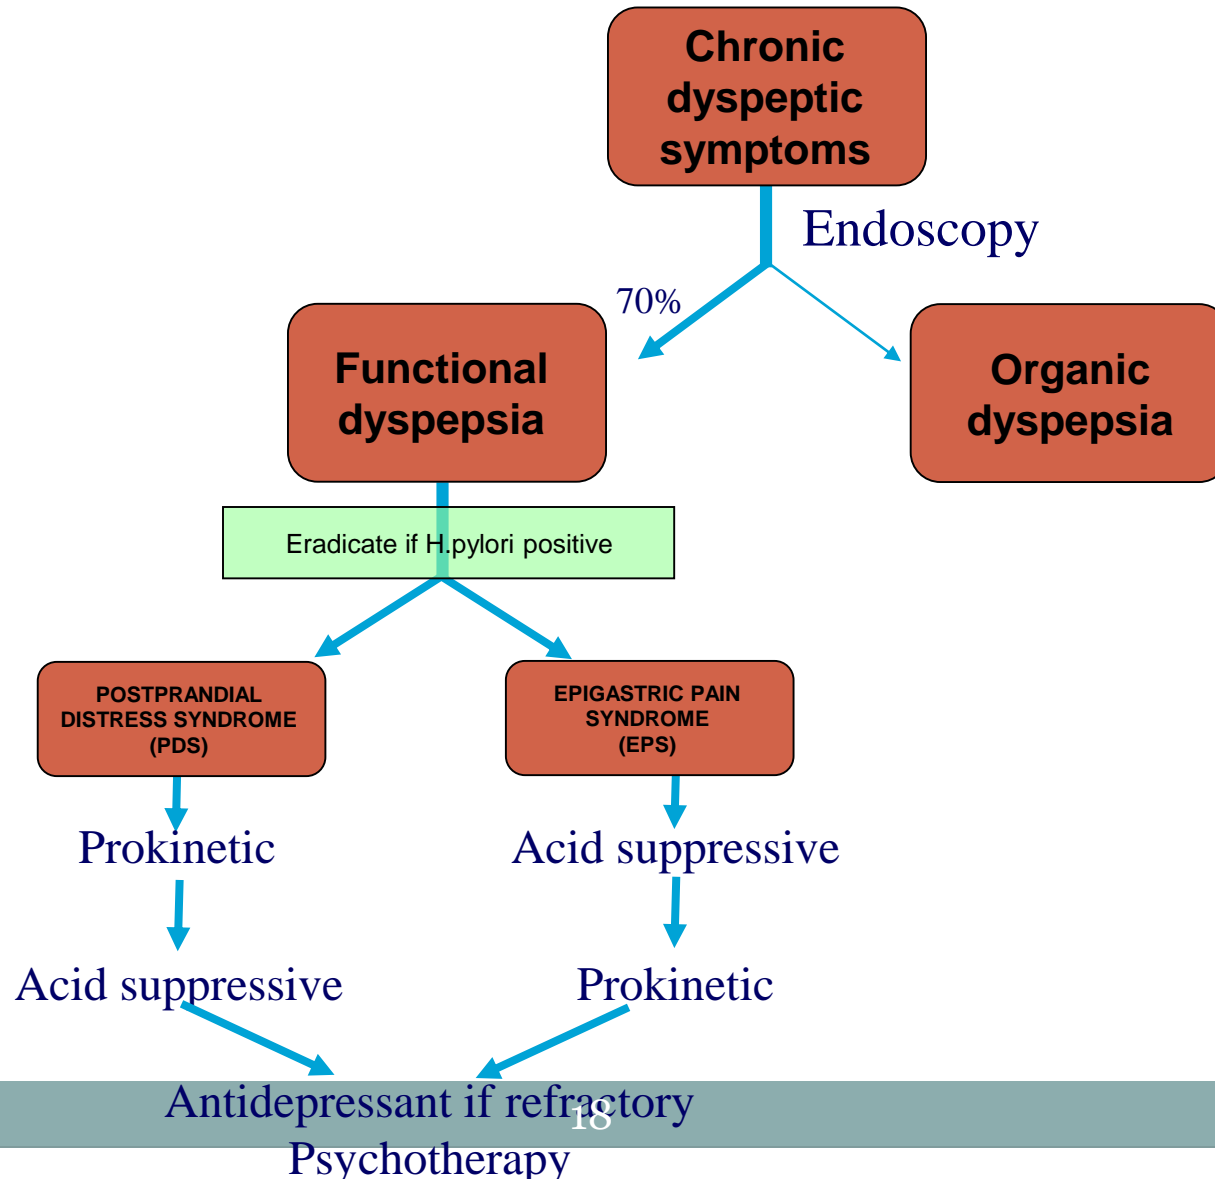 Chronic
dyspeptic
symptoms
Endoscopy
70%
Functional
dyspepsia
Organic
dyspepsia
Eradicate if H.pylori positive
POSTPRANDIAL
DISTRESS SYNDROME
(PDS)
EPIGASTRIC PAIN
SYNDROME
(EPS)
Prokinetic
Acid suppressive
Acid suppressive
Prokinetic
Antidepressant if refractory
18
Psychotherapy